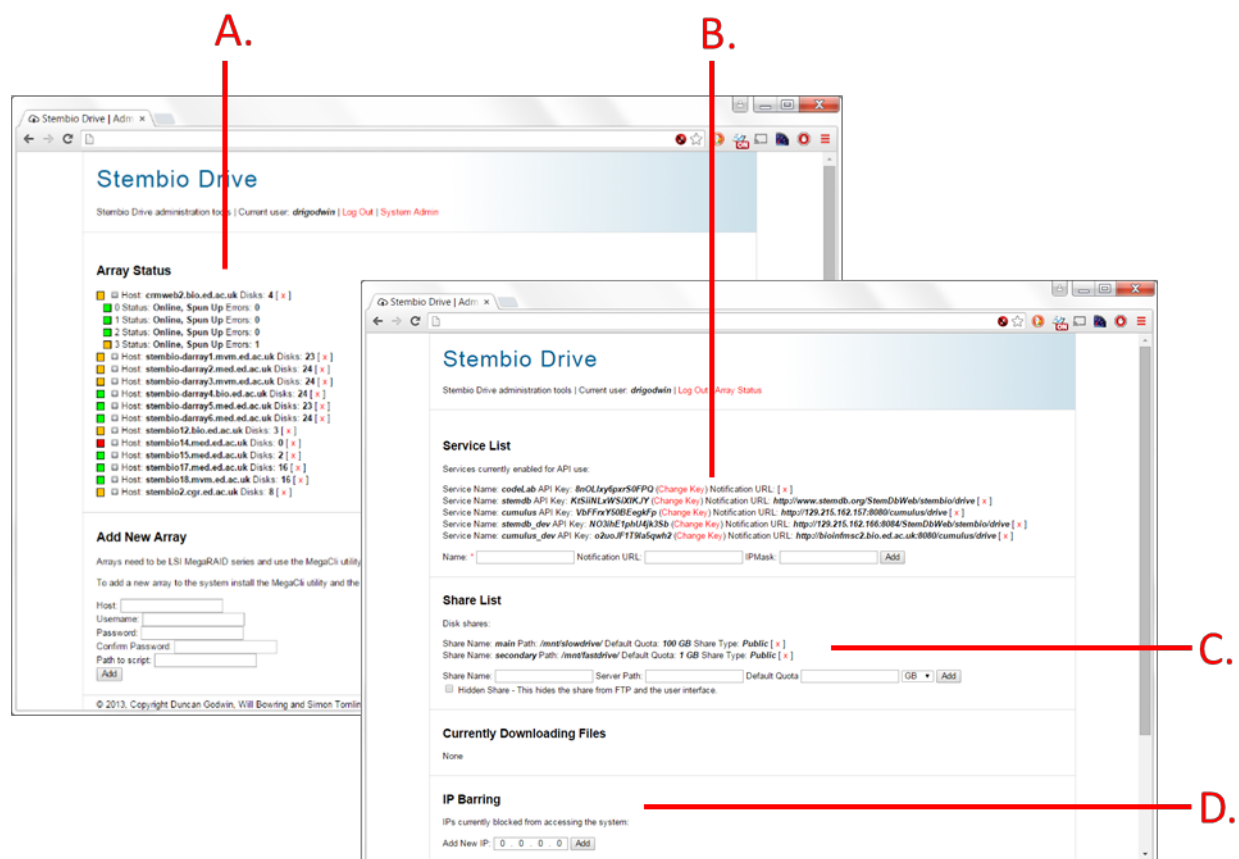 A.
B.
Stembio Drive | Adm
Stembio Drive
Stembio Drive administration tools | Current user: drigodwin | Log Out | System Admin
Array Status
Host: crmweb2.bio.ed.ac.uk Disks: 4 [ x ]
0 Status: Online, Spun Up Errors: 0
1 Status: Online, Spun Up Errors: 0
2 Status: Online, Spun Up Errors: 0
3 Status: Online, Spun Up Errors: 1
Host: stembio-darray1.mvm.ed.ac.uk Disks: 23 [ x ]
Host: stembio-darray2.med.ac.uk Disks: 24 [ x ]
Host: stembio-darray3.mvm.ed.ac.uk Disks: 24 [ x ]
Host: stembio-darray4.bio.ed.ac.uk Disks: 24 [ x ]
Host: stembio-darray5.med.ed.ac.uk Disks: 23 [ x ]
Host: stembio-darray6.med.ed.ac.uk Disks: 24 [ x ]
Host: stembio12.bio.ed.ac.uk Disks: 3 [ x ]
Host: stembio14.med.ed.ac.uk Disks: 0 [ x ]
Host: stembio15.med.ed.ac.uk Disks: 2 [ x ]
Host: stembio17.med.ed.ac.uk Disks: 16 [ x ]
Host: stembio18.mvm.ed.ac.uk Disks: 16 [ x ]
Host: stembio2.cgr.ed.ac.uk Disks: 8 [ x ]
Add New Array
Arrays need to be LSI MegaRAID series and use the MegaCli utility
To add a new array to the system install the MegaCli utility and the
Host:
Username:
Password:
Confirm Password
Path to script:
Add
© 2013, Copyright Duncan Godwin, Will Bowring and Simon Tomlin
Stembio Drive | Adm
Stembio Drive
Stembio Drive administration tools | Current user: drigodwin | Log Out | Array Status
Service List
Services currently enabled for API use:
Service Name: codeLab API Key: (Change Key) Notification URL: [ x ]
Service Name: stemdb API Key: (Change Key) Notification URL: http://www.stemdb.org/StemDbWeb/stembio/drive [ x ]
Service Name: cumulus API Key: (Change Key) Notification URL: http://129.215.162.157:8080/cumulus/drive [ x ]
Service Name: stemdb_dev API Key: (Change Key) Notification URL: http://129.215.162.166:8084/StemDbWeb/stembio/drive [ x ]
Service Name: cumulus_dev API Key: (Change Key) Notification URL: http://bioinfmsc2.bio.ed.ac.uk:8080/cumulus/drive [ x ]
Name: * Notification URL: IPMask: Add
Share List
Disk shares:
Share Name: main Path: /mnt/slowdrive/ Default Quota: 100 GB Share Type: Public [ x ]
Share Name: secondary Path: /mnt/fastdrive/ Default Quota: 1 GB Share Type: Public [ x ]
C.
Share Name: Server Path: Default Quota GB Add
Hidden Share - This hides the share from FTP and the user interface.
Currently Downloading Files
None
IP Barring
D.
IPs currently blocked from accessing the system:
Add New IP: 0 . 0 . 0 . 0 Add